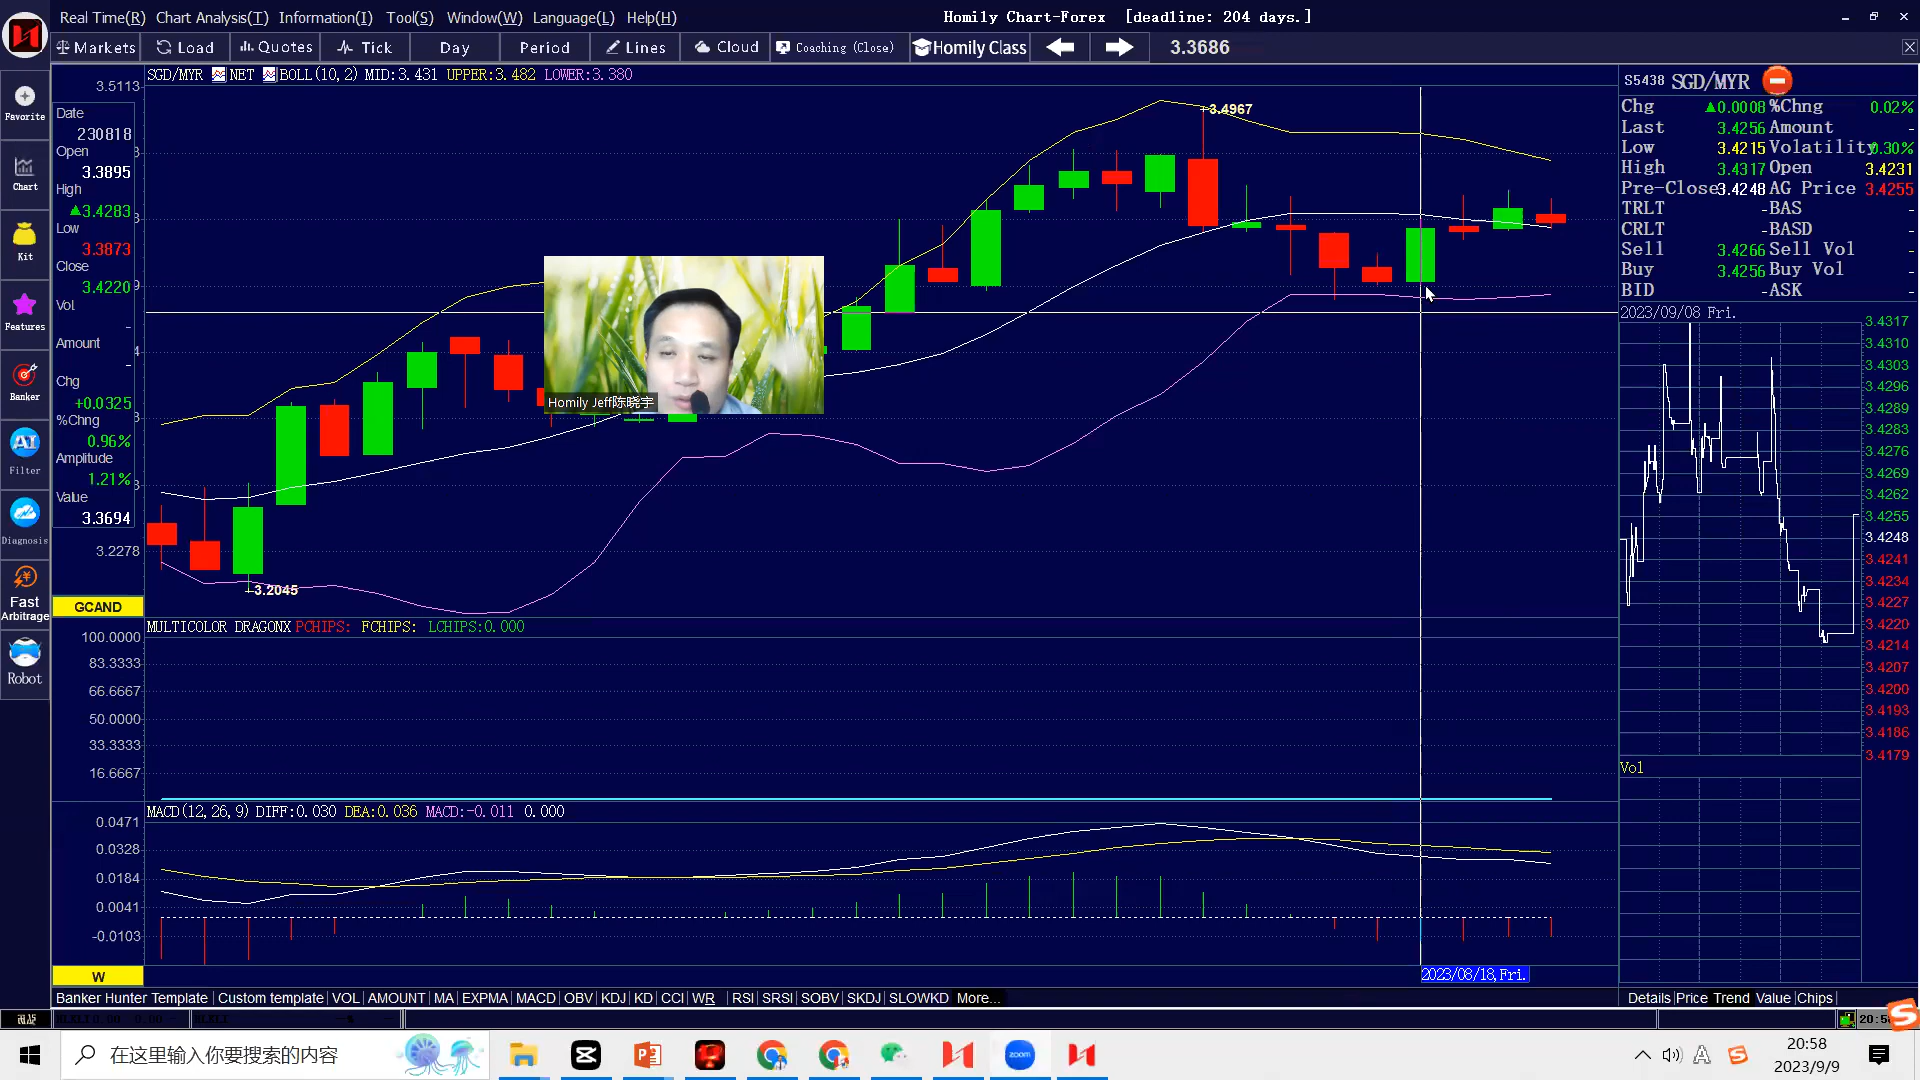 Real Time(R) Chart Analysis(T) Information(I) Tool(S) Window(W) Language(L) Help(H)
Homily Chart-Forex [deadline: 204 days.]
Markets Load Quotes Tick Day Period Lines Cloud Coaching (Close) Homily Class 3.3686
SGD/MYR NET BOLL(10,2) MID:3.431 UPPER:3.482 LOWER:3.380
3.5113
Favorite
Chart
Kit
Features
Banker
AI
Filter
Diagnosis
Fast
Arbitrage
Robot
Date
230818
Open
3.3895
High
▲3.4283
Low
3.3873
Close
3.4220
Vol
-
Amount
-
Chg
+0.0325
%Chng
0.96%
Amplitude
1.21%
Value
3.3694
3.2278
GCAND
3.4967
3.2045
Homily Jeff陈晓宇
MULTICOLOR DRAGONX PCHIPS: FCHIPS: LCHIPS:0.000
100.0000
83.3333
66.6667
50.0000
33.3333
16.6667
MACD(12,26,9) DIFF:0.030 DEA:0.036 MACD:-0.011 0.000
0.0471
0.0328
0.0184
0.0041
-0.0103
W
2023/08/18,Fri.
Banker Hunter Template Custom template VOL AMOUNT MA EXPMA MACD OBV KDJ KD CCI WR RSI SRSI SOBV SKDJ SLOWKD More...
S5438 SGD/MYR
Chg ▲0.0008 %Chng 0.02%
Last 3.4256 Amount -
Low 3.4215 Volatility 0.30%
High 3.4317 Open 3.4231
Pre-Close 3.4248 AG Price 3.4255
TRLT - BAS -
CRLT - BASD -
Sell 3.4266 Sell Vol -
Buy 3.4256 Buy Vol -
BID - ASK -
2023/09/08 Fri.
3.4317
3.4310
3.4303
3.4296
3.4289
3.4283
3.4276
3.4269
3.4262
3.4255
3.4248
3.4241
3.4234
3.4227
3.4220
3.4214
3.4207
3.4200
3.4193
3.4186
3.4179
Vol
Details Price Trend Value Chips
在这里输入你要搜索的内容
zoom
20:58
2023/9/9